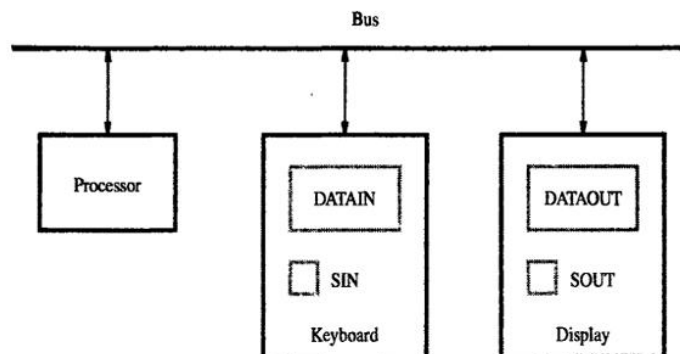 Bus
Processor
DATAIN
DATAOUT
SIN
SOUT
Keyboard
Display